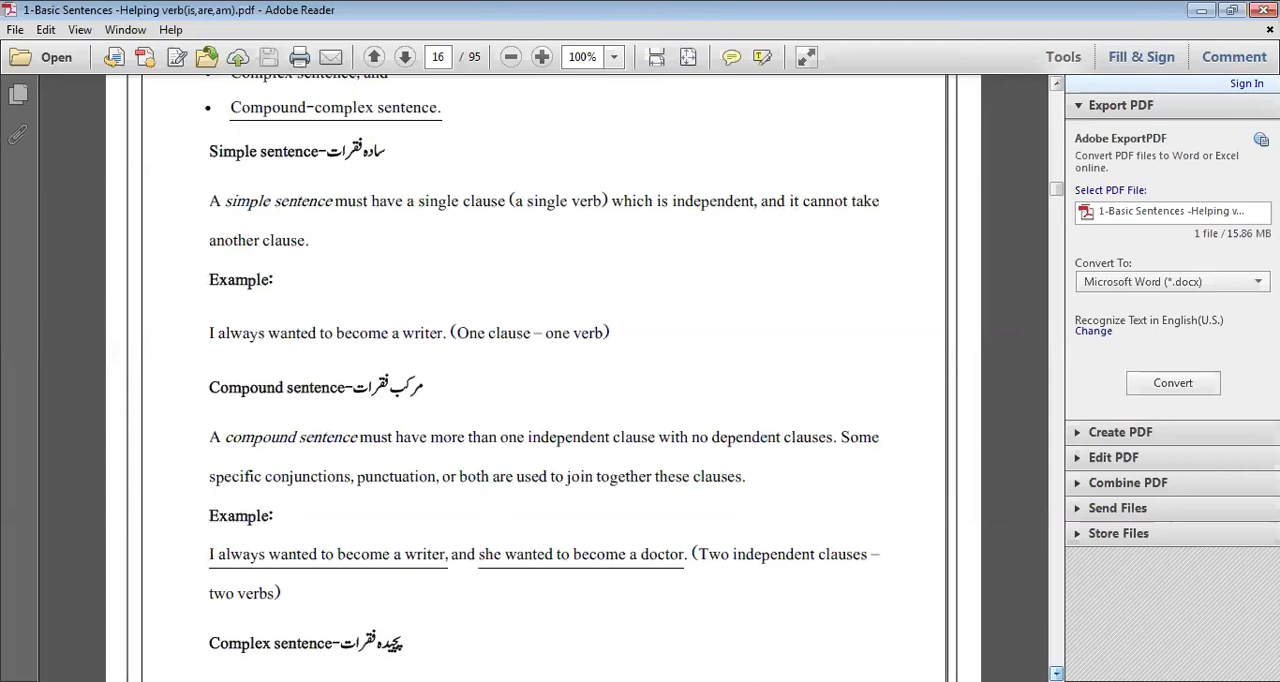 1-Basic Sentences -Helping verb(is,are,am).pdf - Adobe Reader
File Edit View Window Help
Open 16 / 95 100% Tools Fill & Sign Comment
Sign In
Complex sentence, and
• Compound-complex sentence.
Simple sentence-سادہ فقرات
A simple sentence must have a single clause (a single verb) which is independent, and it cannot take
another clause.
Example:
I always wanted to become a writer. (One clause – one verb)
Compound sentence-مرکب فقرات
A compound sentence must have more than one independent clause with no dependent clauses. Some
specific conjunctions, punctuation, or both are used to join together these clauses.
Example:
I always wanted to become a writer, and she wanted to become a doctor. (Two independent clauses –
two verbs)
Complex sentence-پیچیدہ فقرات
Export PDF
Adobe ExportPDF
Convert PDF files to Word or Excel
online.
Select PDF File:
1-Basic Sentences -Helping v...
1 file / 15.86 MB
Convert To:
Microsoft Word (*.docx)
Recognize Text in English(U.S.)
Change
Convert
Create PDF
Edit PDF
Combine PDF
Send Files
Store Files